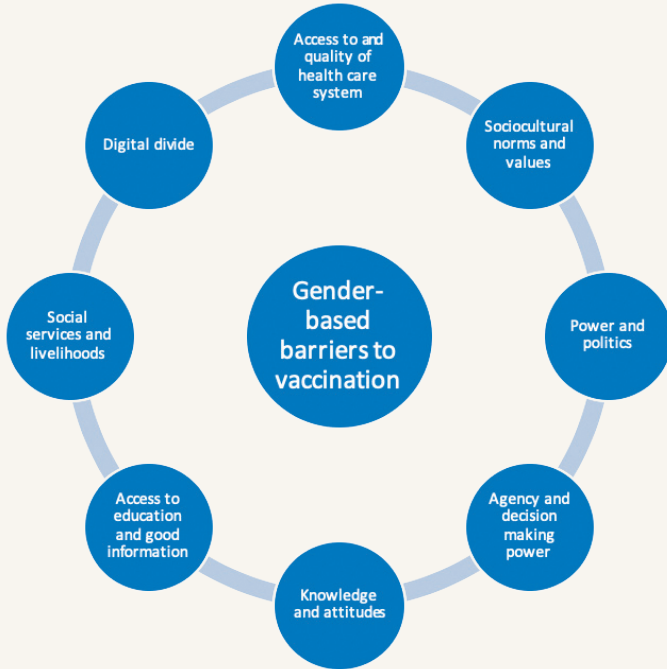 Access to and
quality of
health care
system
Sociocultural
norms and
values
Power and
politics
Agency and
decision
making
power
Knowledge
and attitudes
Access to
education
and good
information
Social
services and
livelihoods
Digital divide
Gender-
based
barriers to
vaccination